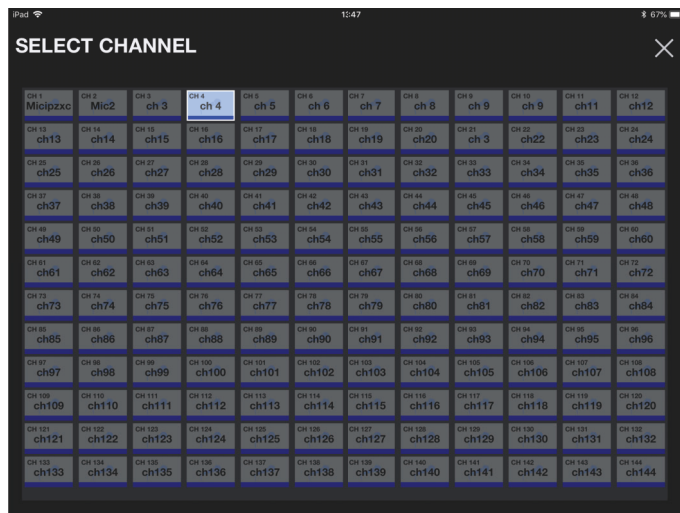 iPad 67%
SELECT CHANNEL
CH 1 CH 2 CH 3 CH 4 CH 5 CH 6 CH 7 CH 8 CH 9 CH 10 CH 11 CH 12
Micipzxc Mic2 ch 3 ch 4 ch 5 ch 6 ch 7 ch 8 ch 9 ch 9 ch11 ch12
CH 13 CH 14 CH 15 CH 16 CH 17 CH 18 CH 19 CH 20 CH 21 CH 22 CH 23 CH 24
ch13 ch14 ch15 ch16 ch17 ch18 ch19 ch20 ch 3 ch22 ch23 ch24
CH 25 CH 26 CH 27 CH 28 CH 29 CH 30 CH 31 CH 32 CH 33 CH 34 CH 35 CH 36
ch25 ch26 ch27 ch28 ch29 ch30 ch31 ch32 ch33 ch34 ch35 ch36
CH 37 CH 38 CH 39 CH 40 CH 41 CH 42 CH 43 CH 44 CH 45 CH 46 CH 47 CH 48
ch37 ch38 ch39 ch40 ch41 ch42 ch43 ch44 ch45 ch46 ch47 ch48
CH 49 CH 50 CH 51 CH 52 CH 53 CH 54 CH 55 CH 56 CH 57 CH 58 CH 59 CH 60
ch49 ch50 ch51 ch52 ch53 ch54 ch55 ch56 ch57 ch58 ch59 ch60
CH 61 CH 62 CH 63 CH 64 CH 65 CH 66 CH 67 CH 68 CH 69 CH 70 CH 71 CH 72
ch61 ch62 ch63 ch64 ch65 ch66 ch67 ch68 ch69 ch70 ch71 ch72
CH 73 CH 74 CH 75 CH 76 CH 77 CH 78 CH 79 CH 80 CH 81 CH 82 CH 83 CH 84
ch73 ch74 ch75 ch76 ch77 ch78 ch79 ch80 ch81 ch82 ch83 ch84
CH 85 CH 86 CH 87 CH 88 CH 89 CH 90 CH 91 CH 92 CH 93 CH 94 CH 95 CH 96
ch85 ch86 ch87 ch88 ch89 ch90 ch91 ch92 ch93 ch94 ch95 ch96
CH 97 CH 98 CH 99 CH 100 CH 101 CH 102 CH 103 CH 104 CH 105 CH 106 CH 107 CH 108
ch97 ch98 ch99 ch100 ch101 ch102 ch103 ch104 ch105 ch106 ch107 ch108
CH 109 CH 110 CH 111 CH 112 CH 113 CH 114 CH 115 CH 116 CH 117 CH 118 CH 119 CH 120
ch109 ch110 ch111 ch112 ch113 ch114 ch115 ch116 ch117 ch118 ch119 ch120
CH 121 CH 122 CH 123 CH 124 CH 125 CH 126 CH 127 CH 128 CH 129 CH 130 CH 131 CH 132
ch121 ch122 ch123 ch124 ch125 ch126 ch127 ch128 ch129 ch130 ch131 ch132
CH 133 CH 134 CH 135 CH 136 CH 137 CH 138 CH 139 CH 140 CH 141 CH 142 CH 143 CH 144
ch133 ch134 ch135 ch136 ch137 ch138 ch139 ch140 ch141 ch142 ch143 ch144